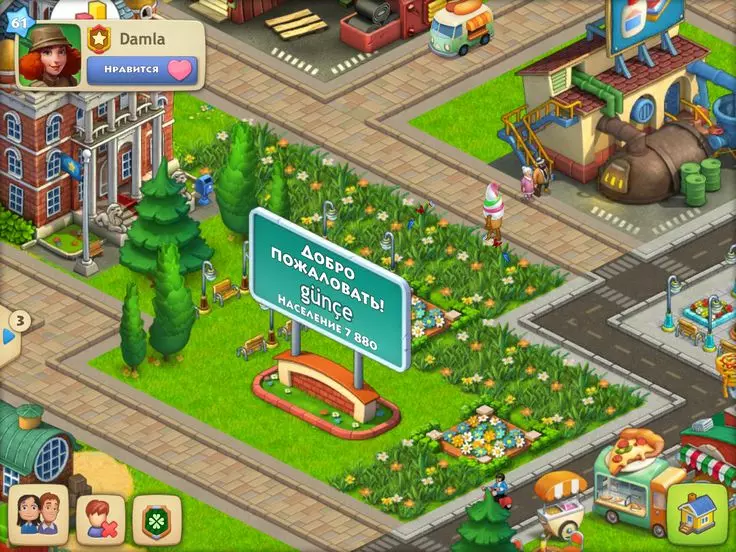 61
Damla
Нравится
ДОБРО
ПОЖАЛОВАТЬ!
günçe
НАСЕЛЕНИЕ 7 880
3